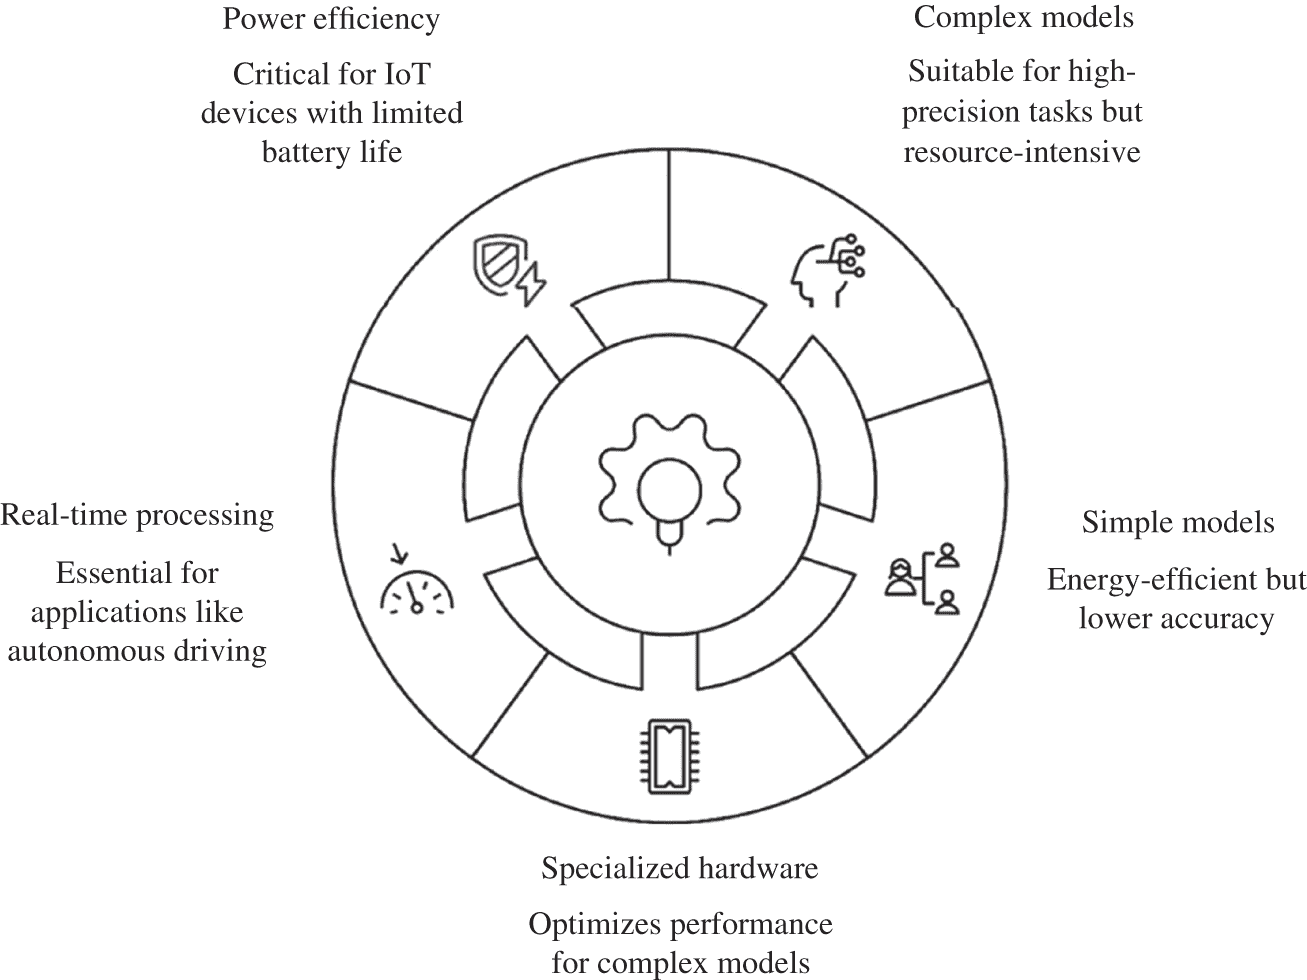 Power efficiency
Critical for IoT
devices with limited
battery life
Complex models
Suitable for high-
precision tasks but
resource-intensive
Real-time processing
Essential for
applications like
autonomous driving
Simple models
Energy-efficient but
lower accuracy
Specialized hardware
Optimizes performance
for complex models